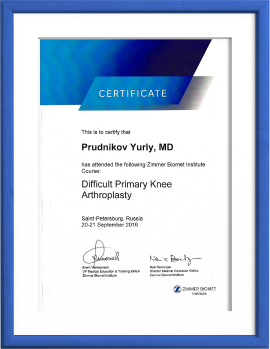 CERTIFICATE
This is to certify that
Prudnikov Yuriy, MD
has attended the following Zimmer Biomet Institute
Course:
Difficult Primary Knee
Arthroplasty
Saint-Petersburg, Russia
20-21 September 2016
VP Medical Education & Training EMEA
Director Medical Education EMEA
Zimmer Biomet Institute
Zimmer Biomet Institute
ZIMMER BIOMET
Institute